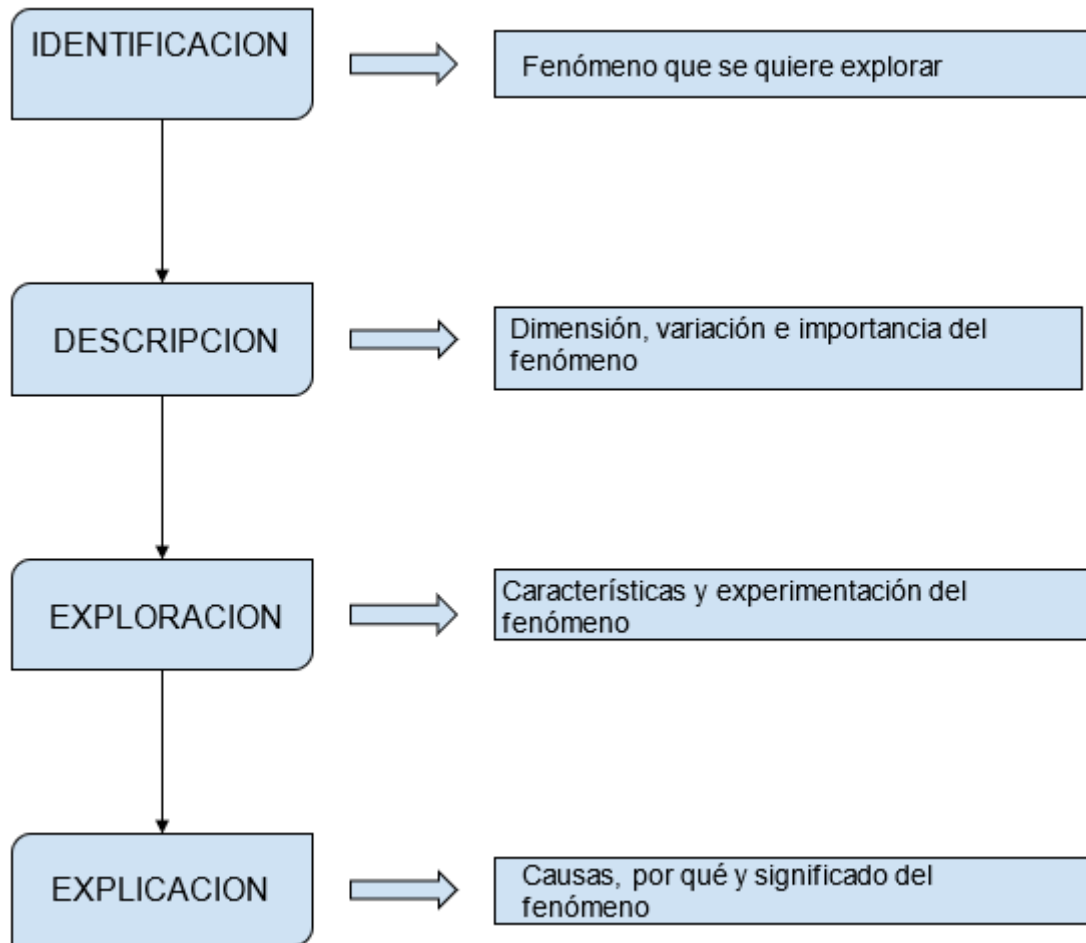 IDENTIFICACION
Fenómeno que se quiere explorar
DESCRIPCION
Dimensión, variación e importancia del
fenómeno
EXPLORACION
Característícas y experimentación del
fenómeno
EXPLICACION
Causas, por qué y significado del
fenómeno